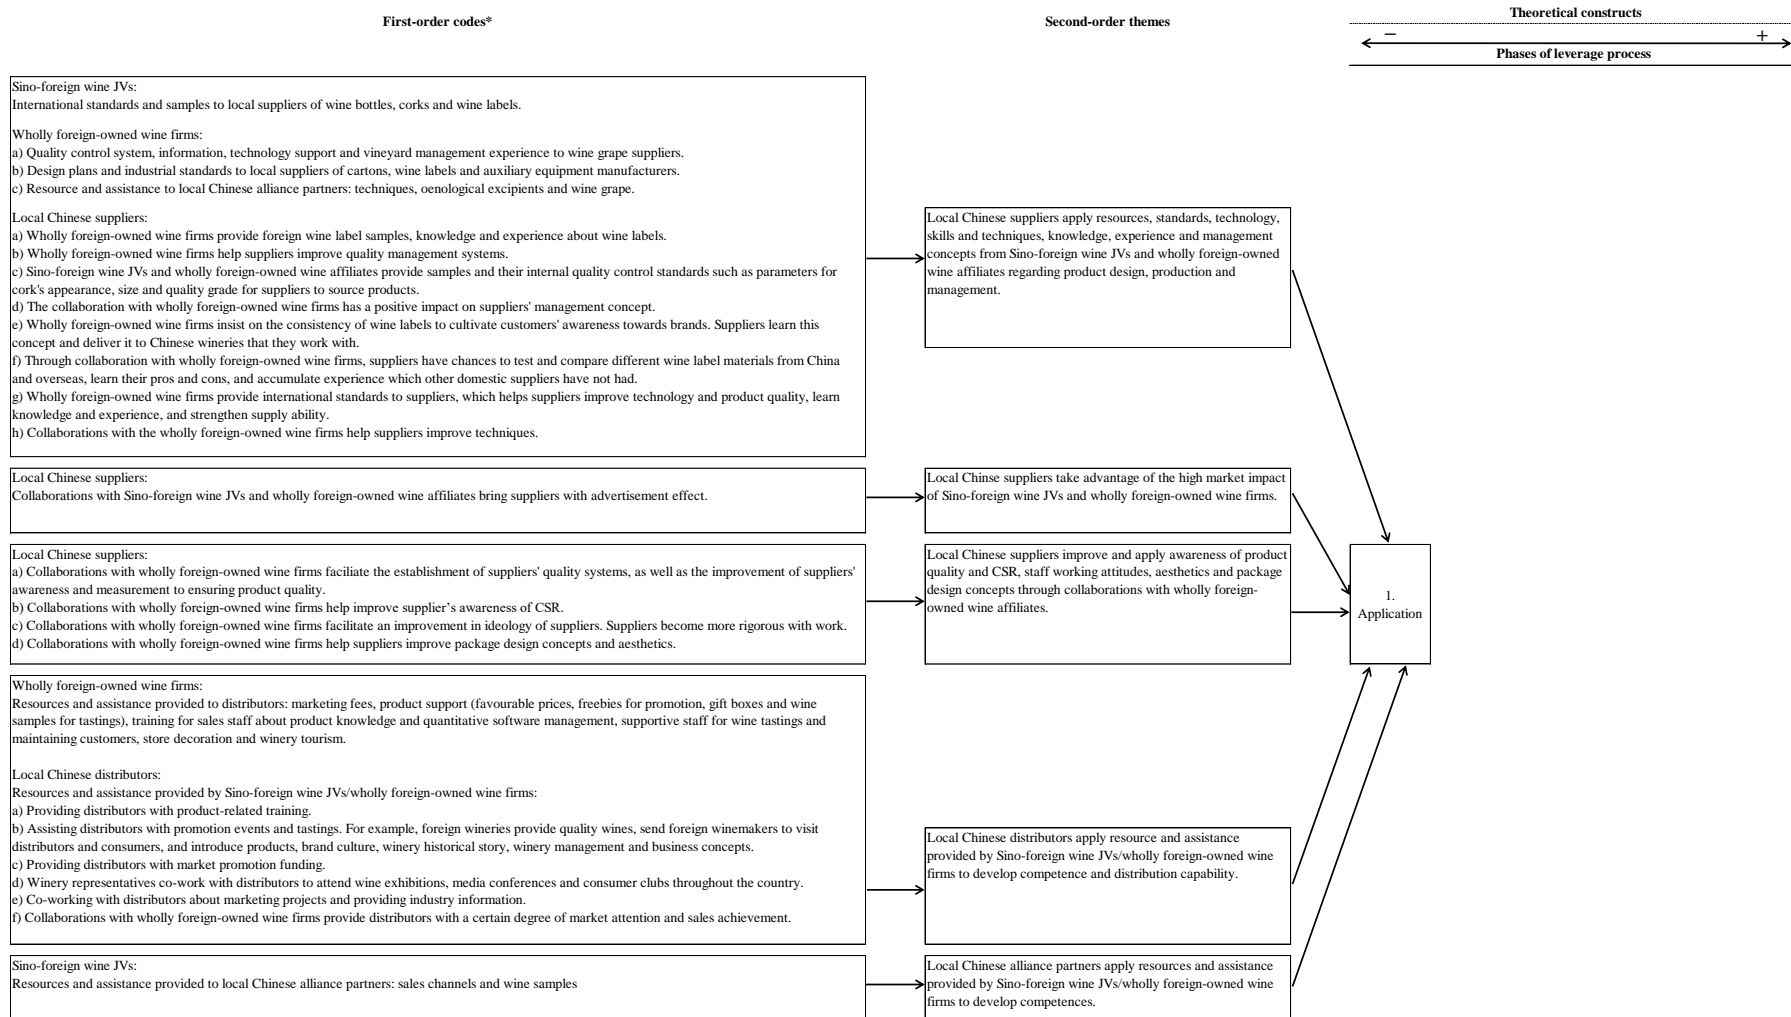 First-order codes*
Second-order themes
Theoretical constructs
− +
Phases of leverage process
Sino-foreign wine JVs:
International standards and samples to local suppliers of wine bottles, corks and wine labels.
Wholly foreign-owned wine firms:
a) Quality control system, information, technology support and vineyard management experience to wine grape suppliers.
b) Design plans and industrial standards to local suppliers of cartons, wine labels and auxiliary equipment manufacturers.
c) Resource and assistance to local Chinese alliance partners: techniques, oenological excipients and wine grape.
Local Chinese suppliers:
a) Wholly foreign-owned wine firms provide foreign wine label samples, knowledge and experience about wine labels.
b) Wholly foreign-owned wine firms help suppliers improve quality management systems.
c) Sino-foreign wine JVs and wholly foreign-owned wine affiliates provide samples and their internal quality control standards such as parameters for
cork's appearance, size and quality grade for suppliers to source products.
d) The collaboration with wholly foreign-owned wine firms has a positive impact on suppliers' management concept.
e) Wholly foreign-owned wine firms insist on the consistency of wine labels to cultivate customers' awareness towards brands. Suppliers learn this
concept and deliver it to Chinese wineries that they work with.
f) Through collaboration with wholly foreign-owned wine firms, suppliers have chances to test and compare different wine label materials from China
and overseas, learn their pros and cons, and accumulate experience which other domestic suppliers have not had.
g) Wholly foreign-owned wine firms provide international standards to suppliers, which helps suppliers improve technology and product quality, learn
knowledge and experience, and strengthen supply ability.
h) Collaborations with the wholly foreign-owned wine firms help suppliers improve techniques.
Local Chinese suppliers apply resources, standards, technology,
skills and techniques, knowledge, experience and management
concepts from Sino-foreign wine JVs and wholly foreign-owned
wine affiliates regarding product design, production and
management.
Local Chinese suppliers:
Collaborations with Sino-foreign wine JVs and wholly foreign-owned wine affiliates bring suppliers with advertisement effect.
Local Chinse suppliers take advantage of the high market impact
of Sino-foreign wine JVs and wholly foreign-owned wine firms.
Local Chinese suppliers:
a) Collaborations with wholly foreign-owned wine firms faciliate the establishment of suppliers' quality systems, as well as the improvement of suppliers'
awareness and measurement to ensuring product quality.
b) Collaborations with wholly foreign-owned wine firms help improve supplier’s awareness of CSR.
c) Collaborations with wholly foreign-owned wine firms facilitate an improvement in ideology of suppliers. Suppliers become more rigorous with work.
d) Collaborations with wholly foreign-owned wine firms help suppliers improve package design concepts and aesthetics.
Local Chinese suppliers improve and apply awareness of product
quality and CSR, staff working attitudes, aesthetics and package
design concepts through collaborations with wholly foreign-
owned wine affiliates.
1.
Application
Wholly foreign-owned wine firms:
Resources and assistance provided to distributors: marketing fees, product support (favourable prices, freebies for promotion, gift boxes and wine
samples for tastings), training for sales staff about product knowledge and quantitative software management, supportive staff for wine tastings and
maintaining customers, store decoration and winery tourism.
Local Chinese distributors:
Resources and assistance provided by Sino-foreign wine JVs/wholly foreign-owned wine firms:
a) Providing distributors with product-related training.
b) Assisting distributors with promotion events and tastings. For example, foreign wineries provide quality wines, send foreign winemakers to visit
distributors and consumers, and introduce products, brand culture, winery historical story, winery management and business concepts.
c) Providing distributors with market promotion funding.
d) Winery representatives co-work with distributors to attend wine exhibitions, media conferences and consumer clubs throughout the country.
e) Co-working with distributors about marketing projects and providing industry information.
f) Collaborations with wholly foreign-owned wine firms provide distributors with a certain degree of market attention and sales achievement.
Local Chinese distributors apply resource and assistance
provided by Sino-foreign wine JVs/wholly foreign-owned wine
firms to develop competence and distribution capability.
Sino-foreign wine JVs:
Resources and assistance provided to local Chinese alliance partners: sales channels and wine samples
Local Chinese alliance partners apply resources and assistance
provided by Sino-foreign wine JVs/wholly foreign-owned wine
firms to develop competences.